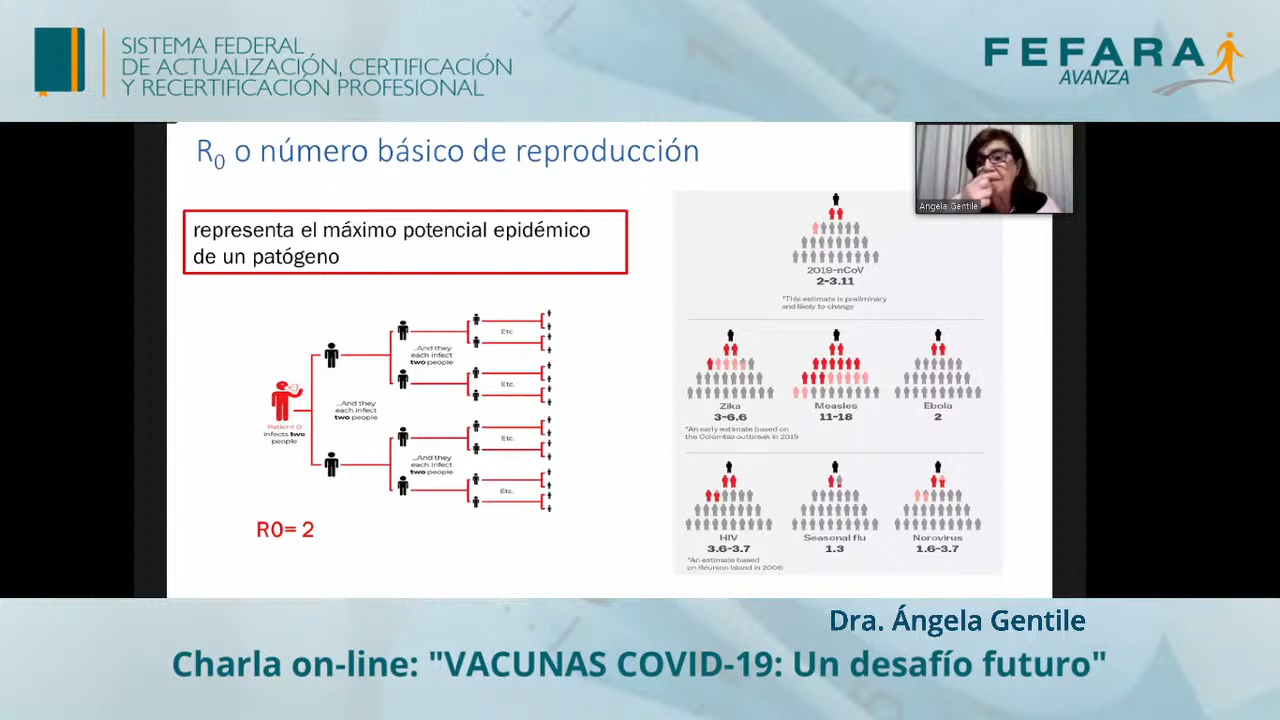 SISTEMA FEDERAL
DE ACTUALIZACIÓN, CERTIFICACIÓN
Y RECERTIFICACIÓN PROFESIONAL
FEFARA
AVANZA
R0 o número básico de reproducción
Angela Gentile
representa el máximo potencial epidémico
de un patógeno
Patient 0
infects two
people
...And they
each infect
two people
...And they
each infect
two people
...And they
each infect
two people
Etc.
Etc.
Etc.
Etc.
R0= 2
2019-nCoV
2-3.11
*This estimate is preliminary
and likely to change
Zika
3-6.6
*An early estimate based on
the Colombia outbreak in 2015
Measles
11-18
Ebola
2
HIV
3.6-3.7
*An estimate based
on Réunion Island in 2006
Seasonal flu
1.3
Norovirus
1.6-3.7
Dra. Ángela Gentile
Charla on-line: "VACUNAS COVID-19: Un desafío futuro"